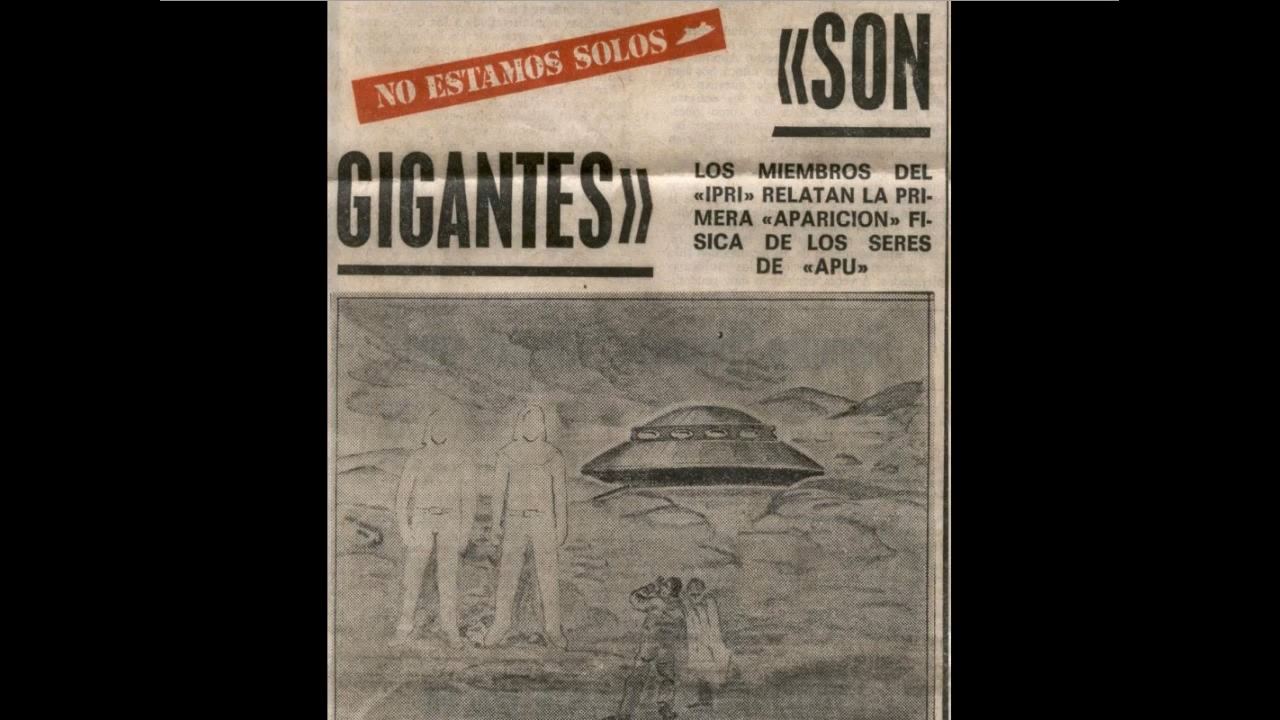 NO ESTAMOS SOLOS
«SON
GIGANTES»
LOS MIEMBROS DEL
«IPRI» RELATAN LA PRI-
MERA «APARICION» FI-
SICA DE LOS SERES
DE «APU»